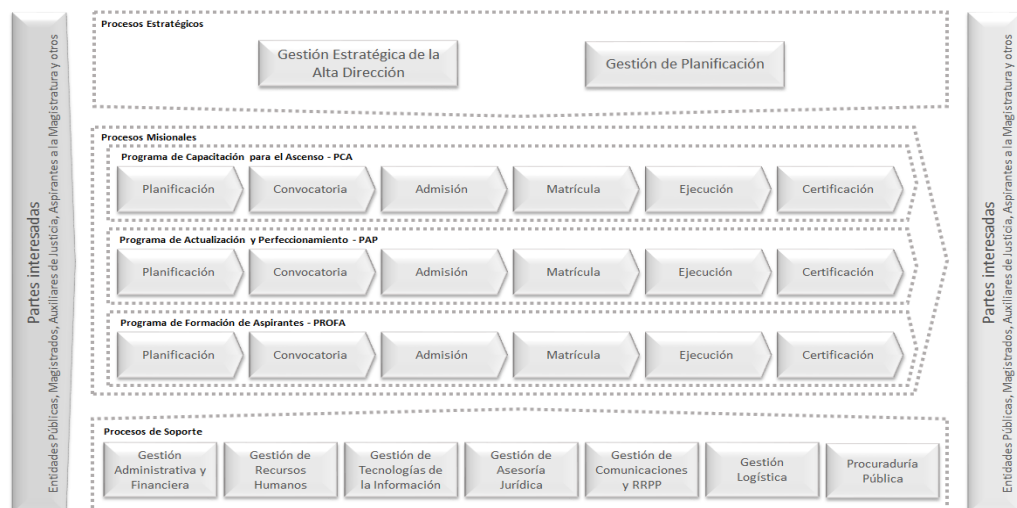 Partes interesadas
Entidades Públicas, Magistrados, Auxiliares de Justicia, Aspirantes a la Magistratura y otros
Procesos Estratégicos
Gestión Estratégica de la
Alta Dirección
Gestión de Planificación
Procesos Misionales
Programa de Capacitación para el Ascenso - PCA
Planificación
Convocatoria
Admisión
Matrícula
Ejecución
Certificación
Programa de Actualización y Perfeccionamiento - PAP
Planificación
Convocatoria
Admisión
Matrícula
Ejecución
Certificación
Programa de Formación de Aspirantes - PROFA
Planificación
Convocatoria
Admisión
Matrícula
Ejecución
Certificación
Procesos de Soporte
Gestión
Administrativa y
Financiera
Gestión de
Recursos
Humanos
Gestión de
Tecnologías de
la Información
Gestión de
Asesoría
Jurídica
Gestión de
Comunicaciones
y RRPP
Gestión
Logística
Procuraduría
Pública
Partes interesadas
Entidades Públicas, Magistrados, Auxiliares de Justicia, Aspirantes a la Magistratura y otros